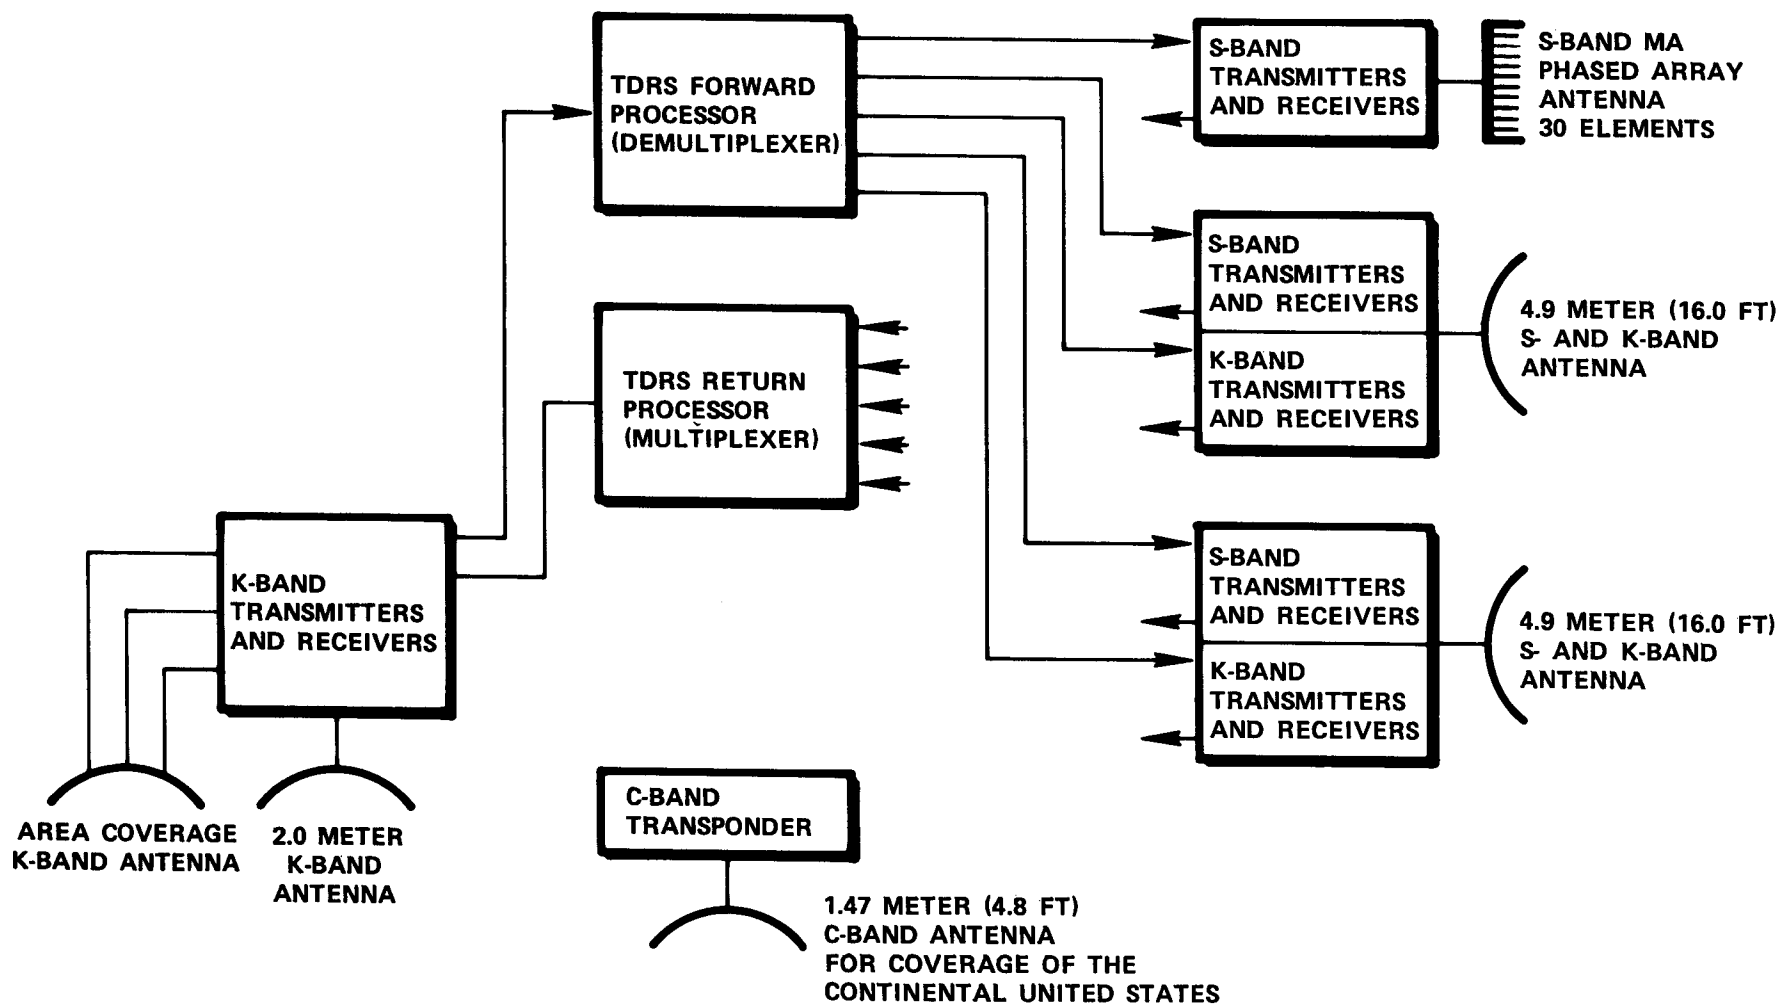 TDRS FORWARD
PROCESSOR
(DEMULTIPLEXER)
S-BAND
TRANSMITTERS
AND RECEIVERS
S-BAND MA
PHASED ARRAY
ANTENNA
30 ELEMENTS
S-BAND
TRANSMITTERS
AND RECEIVERS
K-BAND
TRANSMITTERS
AND RECEIVERS
4.9 METER (16.0 FT)
S- AND K-BAND
ANTENNA
TDRS RETURN
PROCESSOR
(MULTIPLEXER)
S-BAND
TRANSMITTERS
AND RECEIVERS
K-BAND
TRANSMITTERS
AND RECEIVERS
4.9 METER (16.0 FT)
S- AND K-BAND
ANTENNA
K-BAND
TRANSMITTERS
AND RECEIVERS
AREA COVERAGE
K-BAND ANTENNA
2.0 METER
K-BAND
ANTENNA
C-BAND
TRANSPONDER
1.47 METER (4.8 FT)
C-BAND ANTENNA
FOR COVERAGE OF THE
CONTINENTAL UNITED STATES